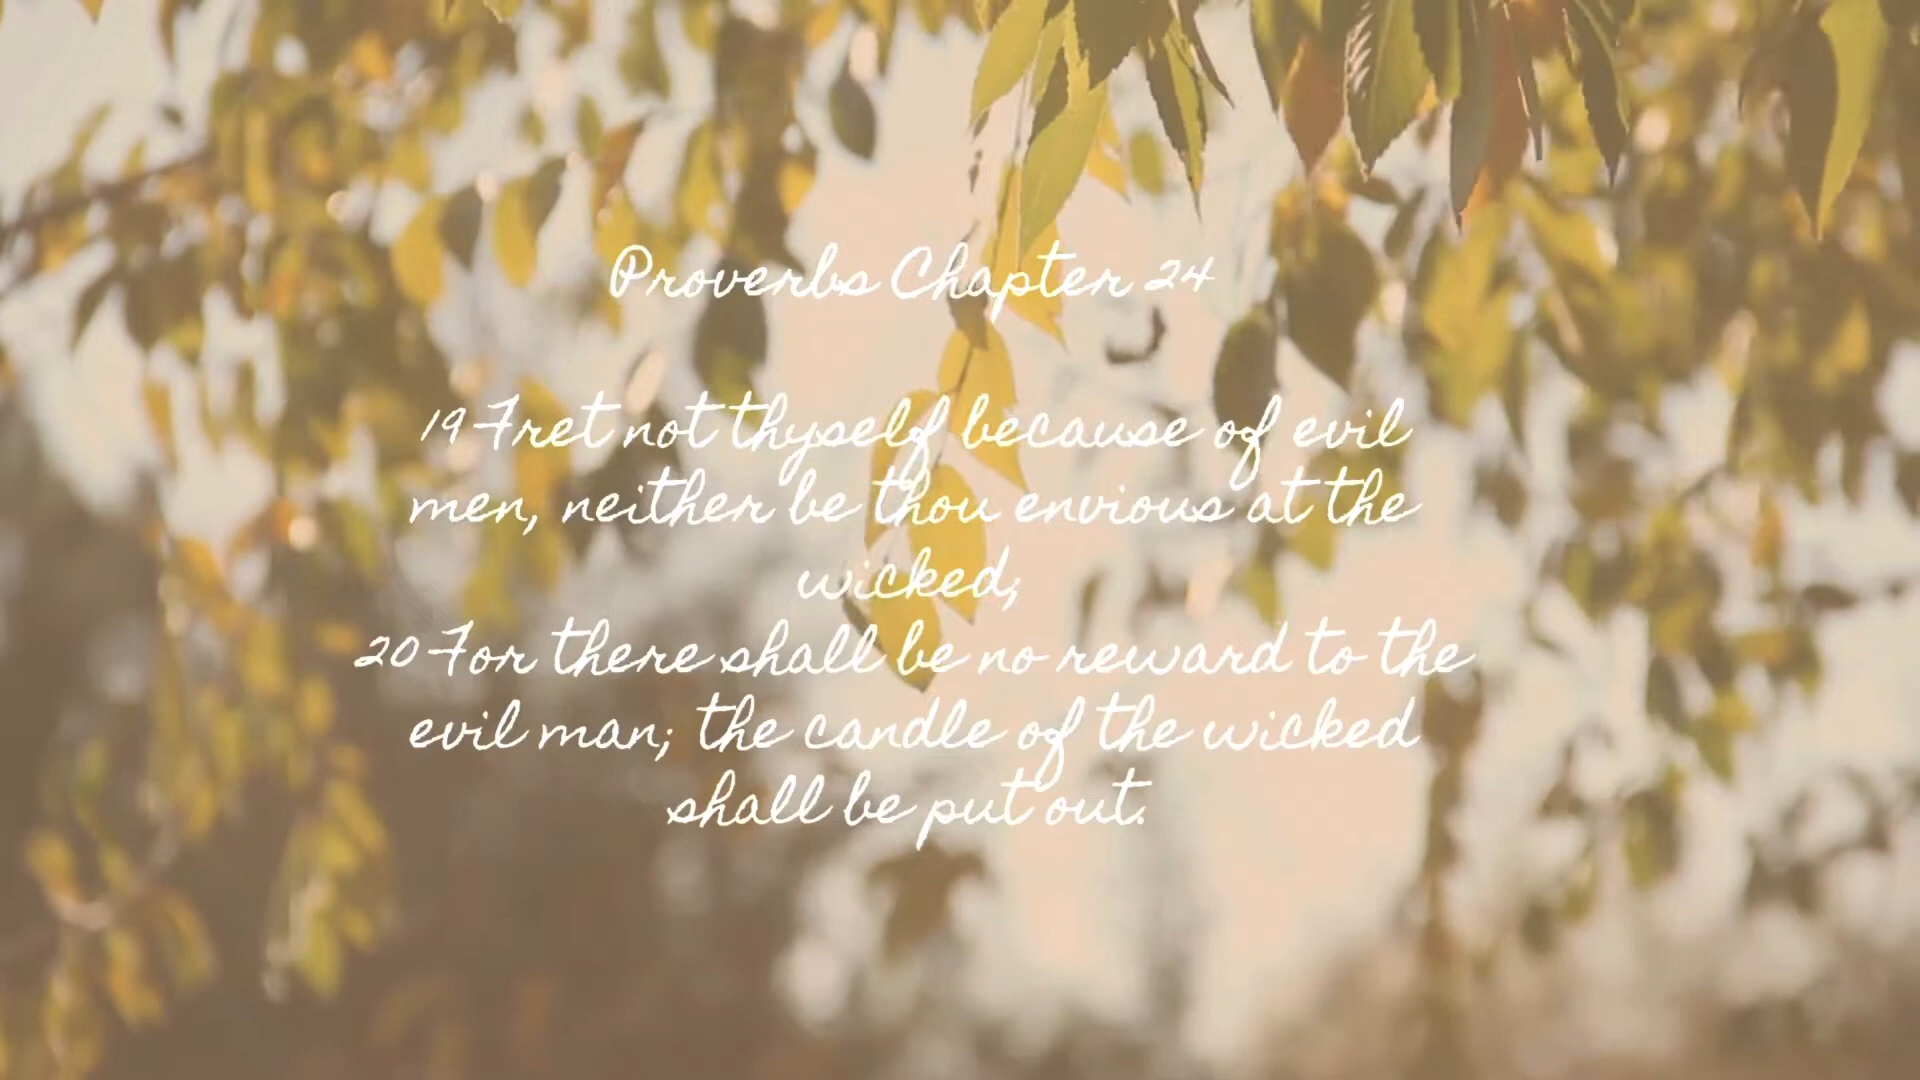 Proverbs Chapter 24
19 Fret not thyself because of evil
men, neither be thou envious at the
wicked;
20 For there shall be no reward to the
evil man; the candle of the wicked
shall be put out.